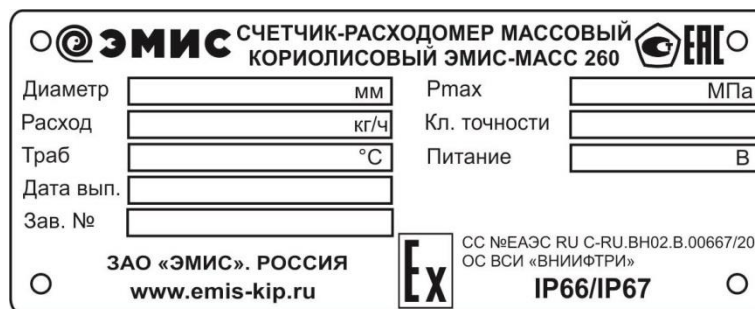 ЭМИС СЧЕТЧИК-РАСХОДОМЕР МАССОВЫЙ
КОРИОЛИСОВЫЙ ЭМИС-МАСС 260
ЕАС
Диаметр мм Pmax МПа
Расход кг/ч Кл. точности
Траб °C Питание В
Дата вып.
Зав. №
ЗАО «ЭМИС». РОССИЯ
www.emis-kip.ru
Ex
СС №ЕАЭС RU C-RU.ВН02.В.00667/20
ОС ВСИ «ВНИИФТРИ»
IP66/IP67